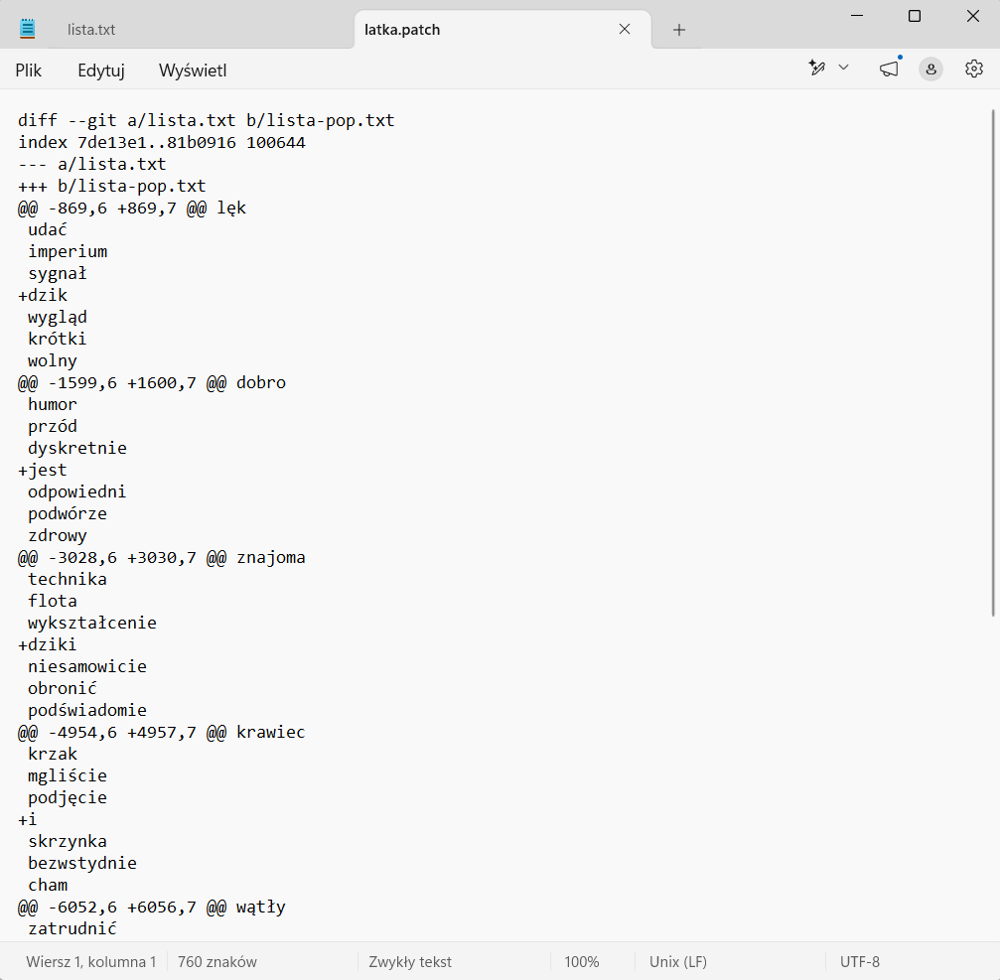 lista.txt
latka.patch
Plik Edytuj Wyświetl
diff --git a/lista.txt b/lista-pop.txt
index 7de13e1..81b0916 100644
--- a/lista.txt
+++ b/lista-pop.txt
@@ -869,6 +869,7 @@ lęk
 udać
 imperium
 sygnał
+dzik
 wygląd
 krótki
 wolny
@@ -1599,6 +1600,7 @@ dobro
 humor
 przód
 dyskretnie
+jest
 odpowiedni
 podwórze
 zdrowy
@@ -3028,6 +3030,7 @@ znajoma
 technika
 flota
 wykształcenie
+dziki
 niesamowicie
 obronić
 podświadomie
@@ -4954,6 +4957,7 @@ krawiec
 krzak
 mgliście
 podjęcie
+i
 skrzynka
 bezwstydnie
 cham
@@ -6052,6 +6056,7 @@ wątły
 zatrudnić
Wiersz 1, kolumna 1 760 znaków Zwykły tekst 100% Unix (LF) UTF-8